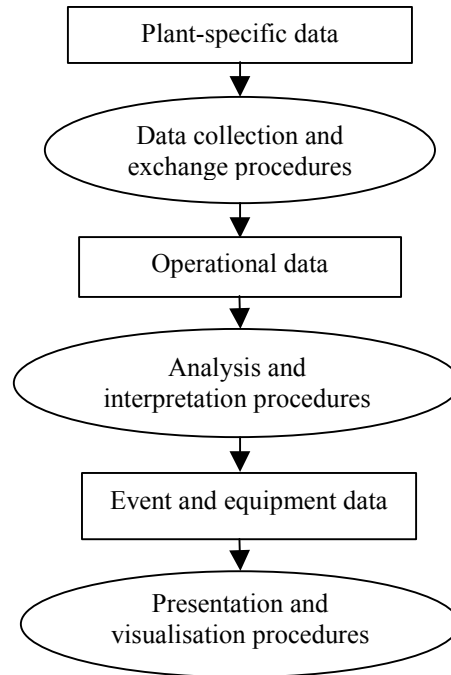 Plant-specific data
Data collection and
exchange procedures
Operational data
Analysis and
interpretation procedures
Event and equipment data
Presentation and
visualisation procedures